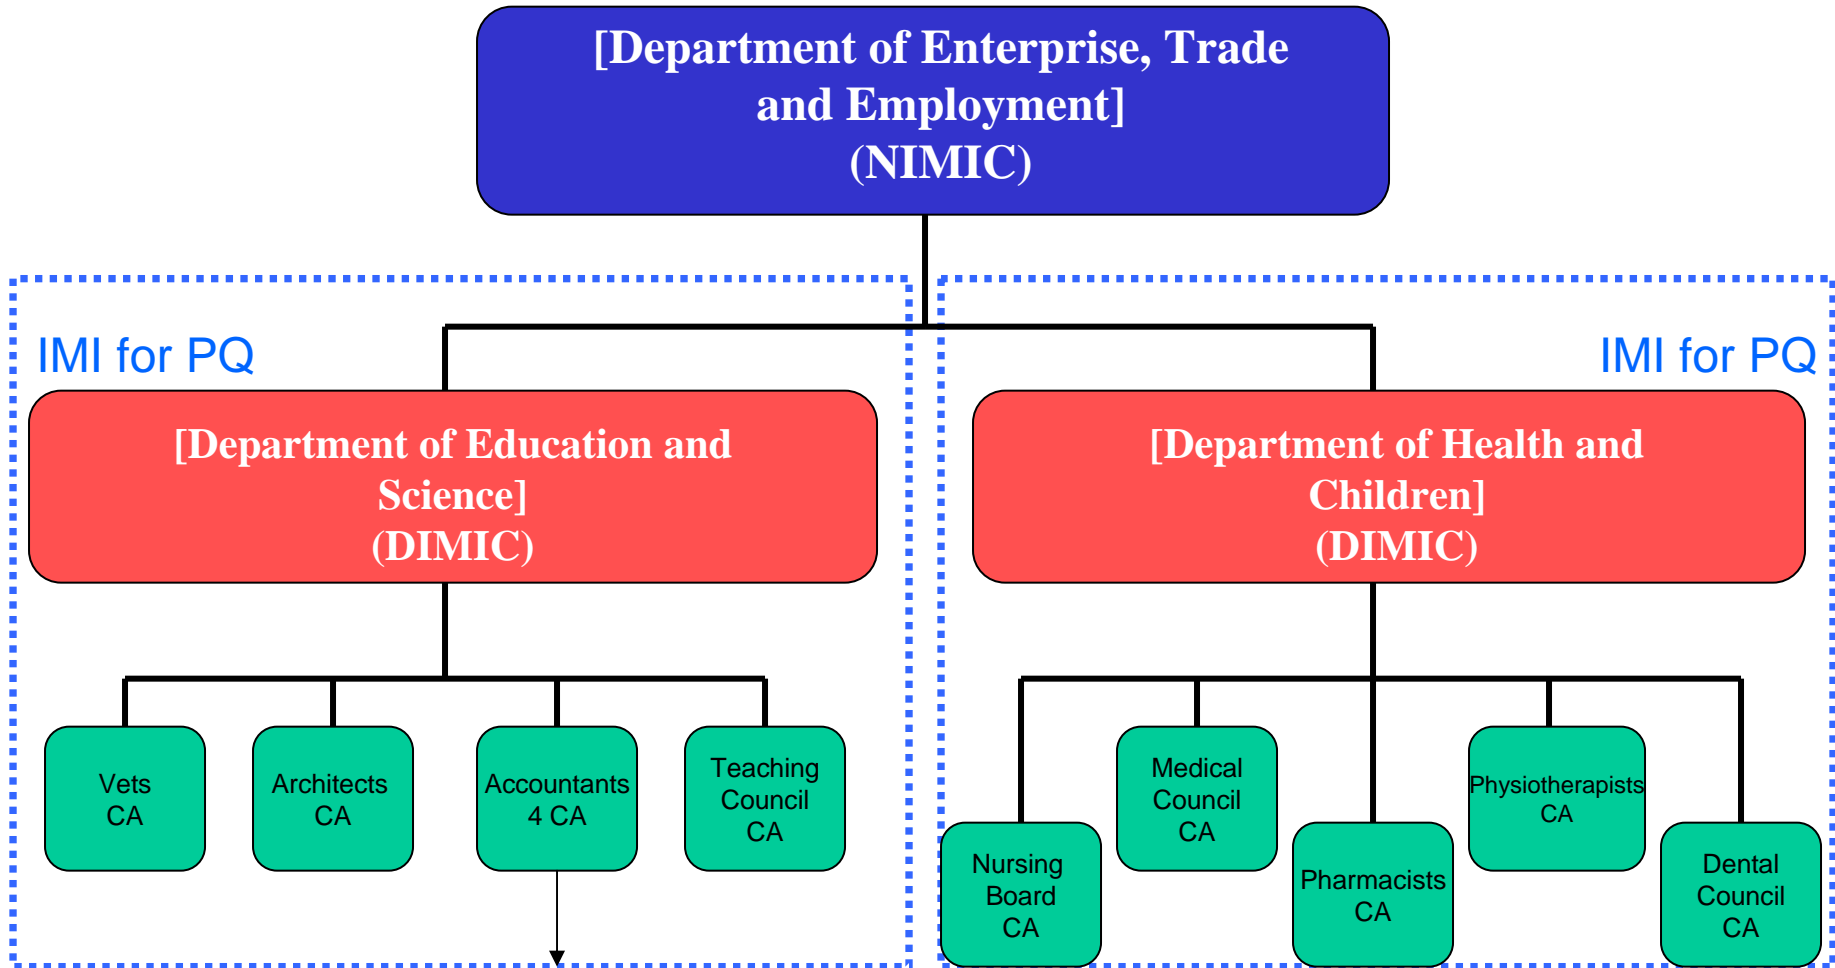 [Department of Enterprise, Trade
and Employment]
(NIMIC)
IMI for PQ
IMI for PQ
[Department of Education and
Science]
(DIMIC)
[Department of Health and
Children]
(DIMIC)
Vets
CA
Architects
CA
Accountants
4 CA
Teaching
Council
CA
Nursing
Board
CA
Medical
Council
CA
Pharmacists
CA
Physiotherapists
CA
Dental
Council
CA